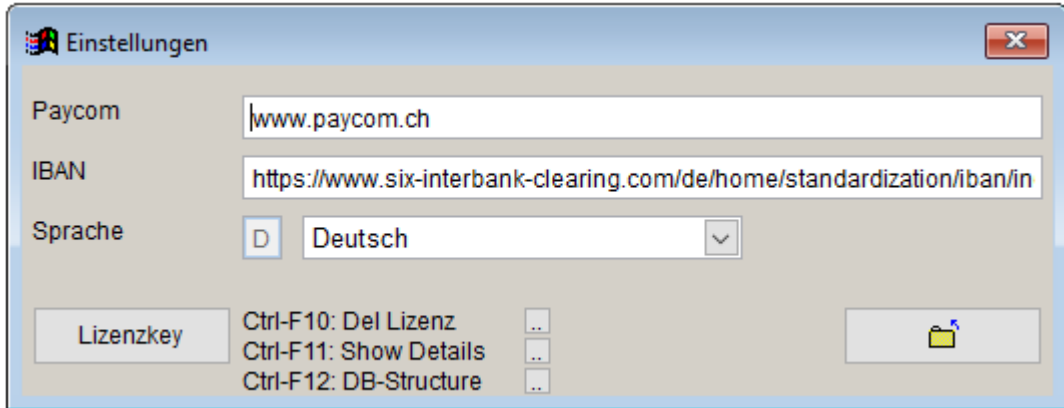 Einstellungen
Paycom www.paycom.ch
IBAN https://www.six-interbank-clearing.com/de/home/standardization/iban/in
Sprache D Deutsch
Lizenzkey
Ctrl-F10: Del Lizenz ..
Ctrl-F11: Show Details ..
Ctrl-F12: DB-Structure ..